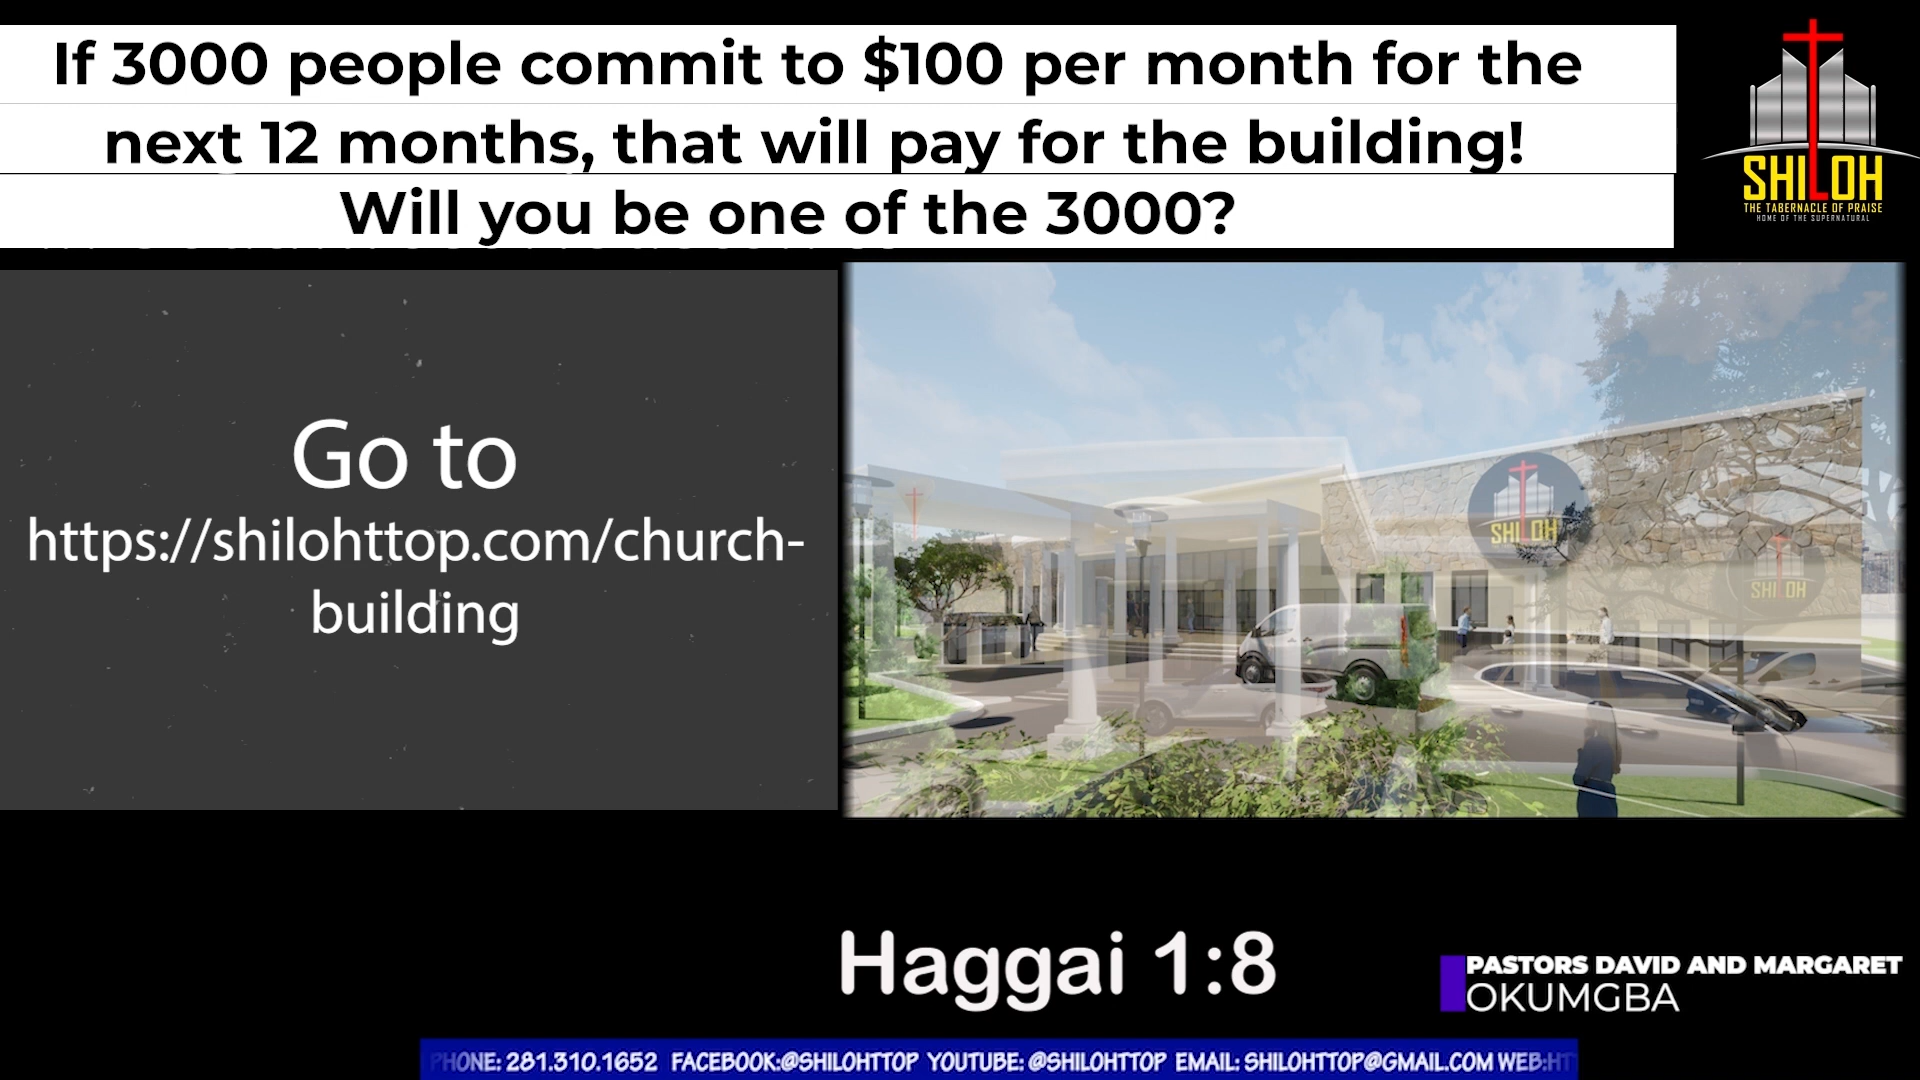 If 3000 people commit to $100 per month for the
next 12 months, that will pay for the building!
Will you be one of the 3000?
SHILOH
THE TABERNACLE OF PRAISE
HOME OF THE SUPERNATURAL
Go to
https://shilohttop.com/church-
building
SHILOH
SHILOH
Haggai 1:8
PASTORS DAVID AND MARGARET
OKUMGBA
PHONE: 281.310.1652 FACEBOOK:@SHILOHTTOP YOUTUBE: @SHILOHTTOP EMAIL: SHILOHTTOP@GMAIL.COM WEB:HT